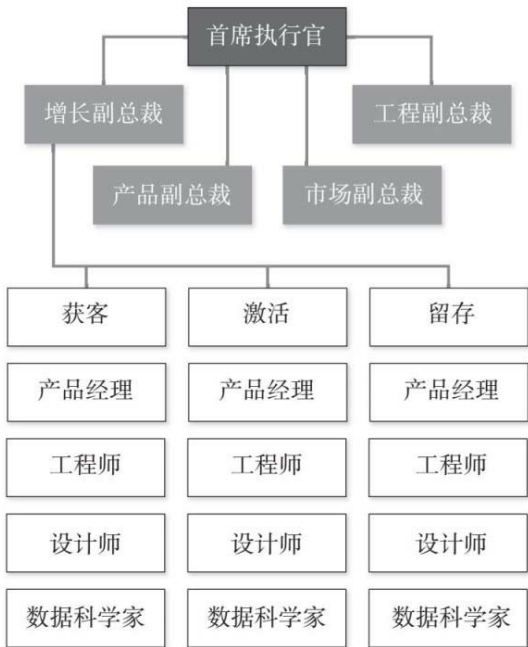 首席执行官
增长副总裁
工程副总裁
产品副总裁
市场副总裁
获客
激活
留存
产品经理
产品经理
产品经理
工程师
工程师
工程师
设计师
设计师
设计师
数据科学家
数据科学家
数据科学家